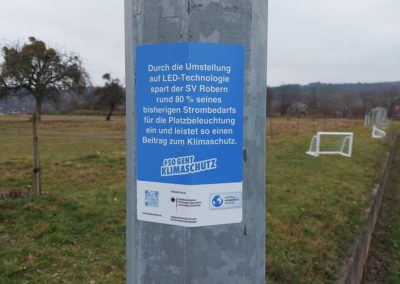 Durch die Umstellung
auf LED-Technologie
spart der SV Robern
rund 80 % seines
bisherigen Strombedarfs
für die Platzbeleuchtung
ein und leistet so einen
Beitrag zum Klimaschutz.
#SO GEHT
KLIMASCHUTZ